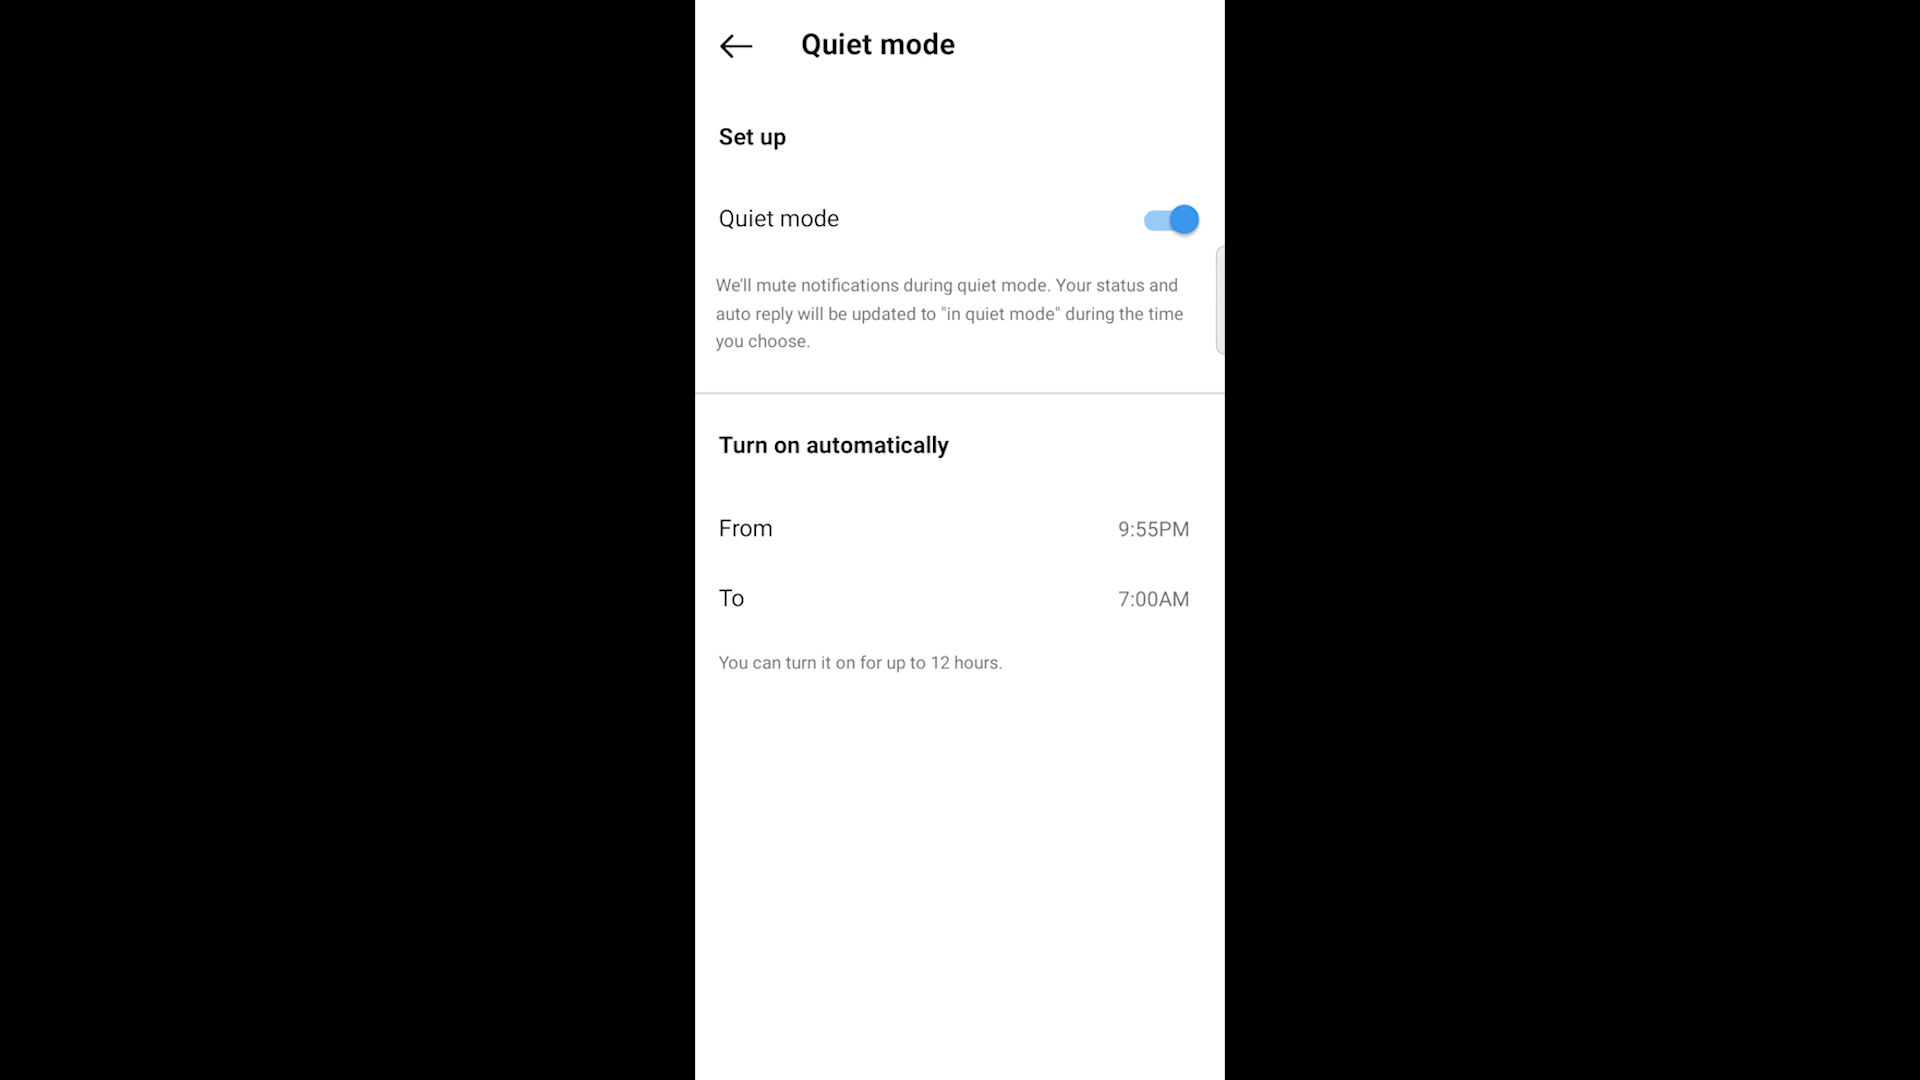 Quiet mode
Set up
Quiet mode
We'll mute notifications during quiet mode. Your status and
auto reply will be updated to "in quiet mode" during the time
you choose.
Turn on automatically
From 9:55PM
To 7:00AM
You can turn it on for up to 12 hours.